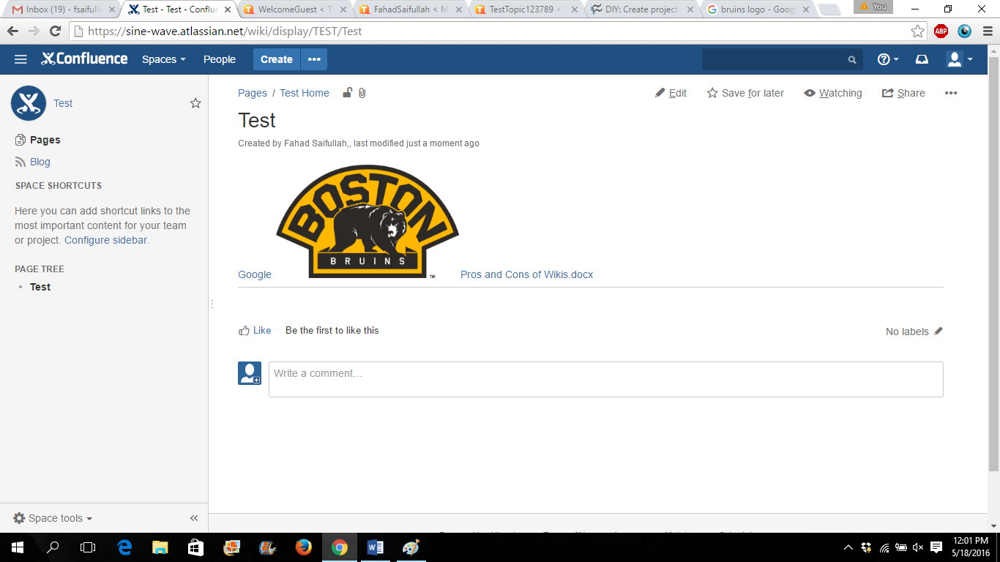 Inbox (19) - fsaifulla
Test - Test - Conflue
WelcomeGuest < T
FahadSaifullah < M
TestTopic123789 <
DIY: Create project
bruins logo - Goog
You
https://sine-wave.atlassian.net/wiki/display/TEST/Test
ABP
Confluence
Spaces
People
Create
Test
Pages
Blog
SPACE SHORTCUTS
Here you can add shortcut links to the
most important content for your team
or project. Configure sidebar.
PAGE TREE
Test
Space tools
Pages / Test Home
Edit
Save for later
Watching
Share
Test
Created by Fahad Saifullah,, last modified just a moment ago
BOSTON
BRUINS
TM
Google
Pros and Cons of Wikis.docx
Like
Be the first to like this
No labels
Write a comment…
12:01 PM
5/18/2016